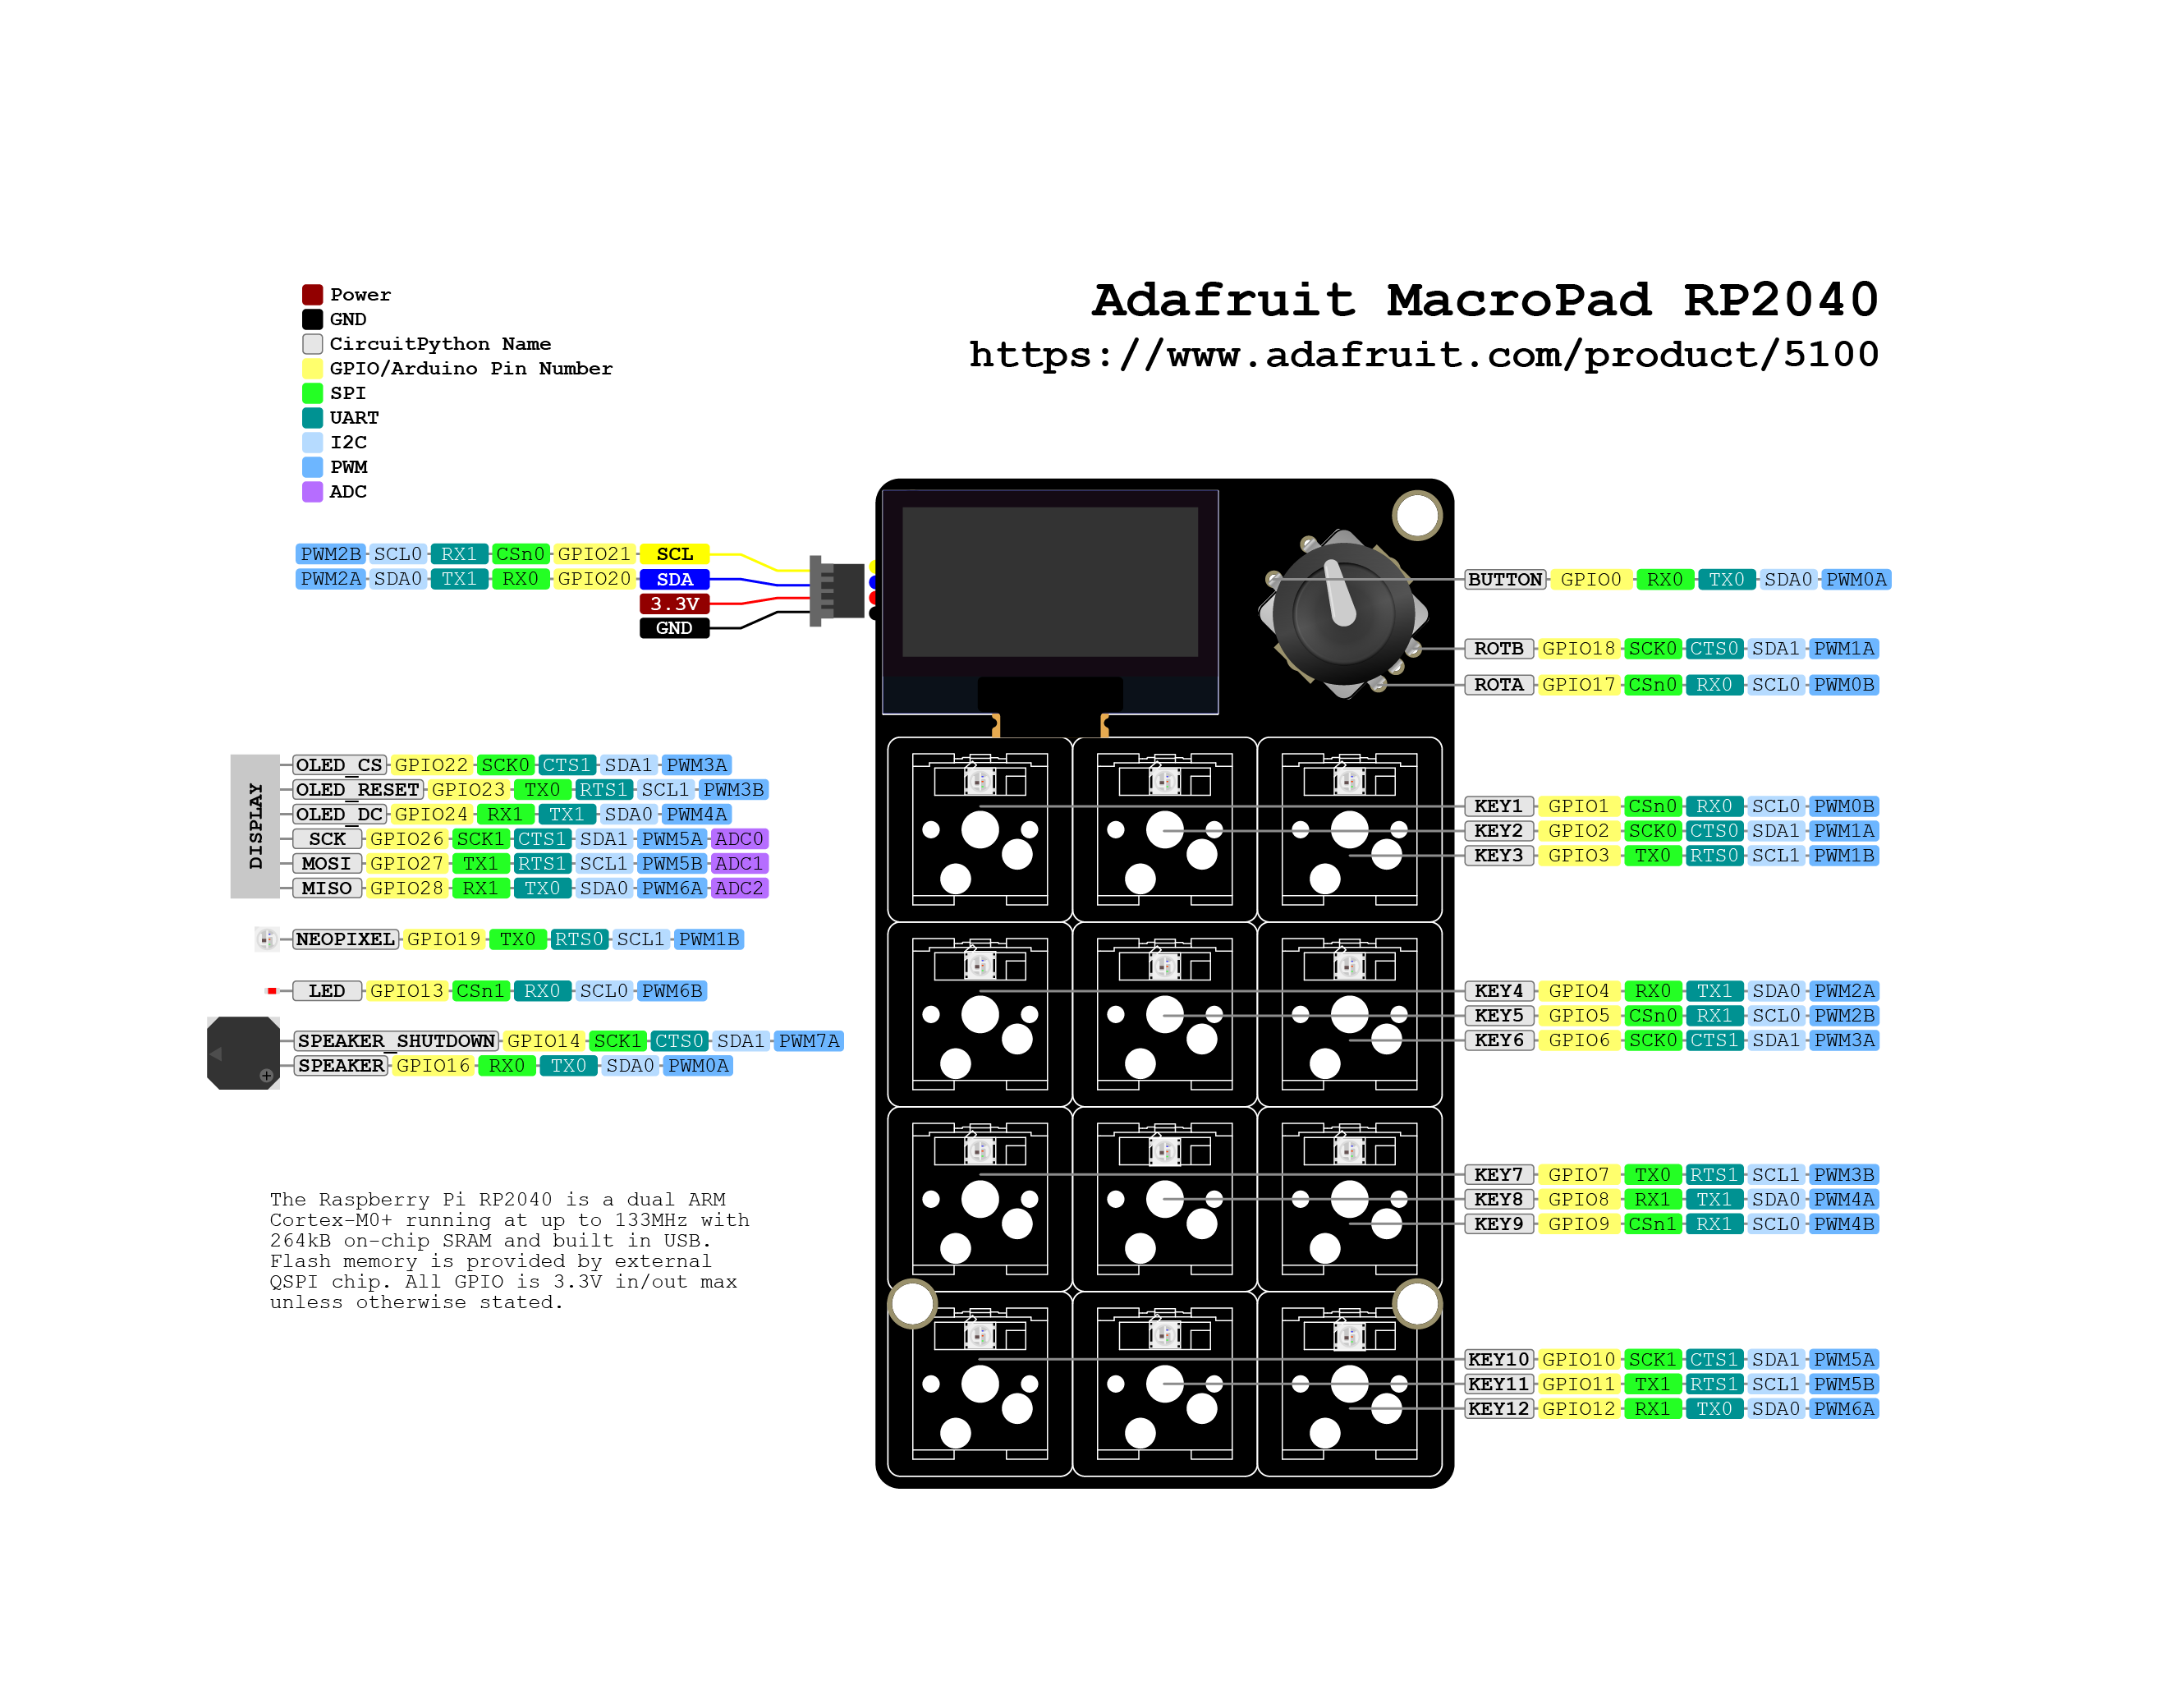 Adafruit MacroPad RP2040
https://www.adafruit.com/product/5100
Power
GND
CircuitPython Name
GPIO/Arduino Pin Number
SPI
UART
I2C
PWM
ADC
PWM2B SCL0 RX1 CSn0 GPIO21 SCL
PWM2A SDA0 TX1 RX0 GPIO20 SDA
3.3V
GND
BUTTON GPIO0 RX0 TX0 SDA0 PWM0A
ROTB GPIO18 SCK0 CTS0 SDA1 PWM1A
ROTA GPIO17 CSn0 RX0 SCL0 PWM0B
DISPLAY
OLED_CS GPIO22 SCK0 CTS1 SDA1 PWM3A
OLED_RESET GPIO23 TX0 RTS1 SCL1 PWM3B
OLED_DC GPIO24 RX1 TX1 SDA0 PWM4A
SCK GPIO26 SCK1 CTS1 SDA1 PWM5A ADC0
MOSI GPIO27 TX1 RTS1 SCL1 PWM5B ADC1
MISO GPIO28 RX1 TX0 SDA0 PWM6A ADC2
NEOPIXEL GPIO19 TX0 RTS0 SCL1 PWM1B
LED GPIO13 CSn1 RX0 SCL0 PWM6B
SPEAKER_SHUTDOWN GPIO14 SCK1 CTS0 SDA1 PWM7A
SPEAKER GPIO16 RX0 TX0 SDA0 PWM0A
KEY1 GPIO1 CSn0 RX0 SCL0 PWM0B
KEY2 GPIO2 SCK0 CTS0 SDA1 PWM1A
KEY3 GPIO3 TX0 RTS0 SCL1 PWM1B
KEY4 GPIO4 RX0 TX1 SDA0 PWM2A
KEY5 GPIO5 CSn0 RX1 SCL0 PWM2B
KEY6 GPIO6 SCK0 CTS1 SDA1 PWM3A
KEY7 GPIO7 TX0 RTS1 SCL1 PWM3B
KEY8 GPIO8 RX1 TX1 SDA0 PWM4A
KEY9 GPIO9 CSn1 RX1 SCL0 PWM4B
KEY10 GPIO10 SCK1 CTS1 SDA1 PWM5A
KEY11 GPIO11 TX1 RTS1 SCL1 PWM5B
KEY12 GPIO12 RX1 TX0 SDA0 PWM6A
The Raspberry Pi RP2040 is a dual ARM
Cortex-M0+ running at up to 133MHz with
264kB on-chip SRAM and built in USB.
Flash memory is provided by external
QSPI chip. All GPIO is 3.3V in/out max
unless otherwise stated.